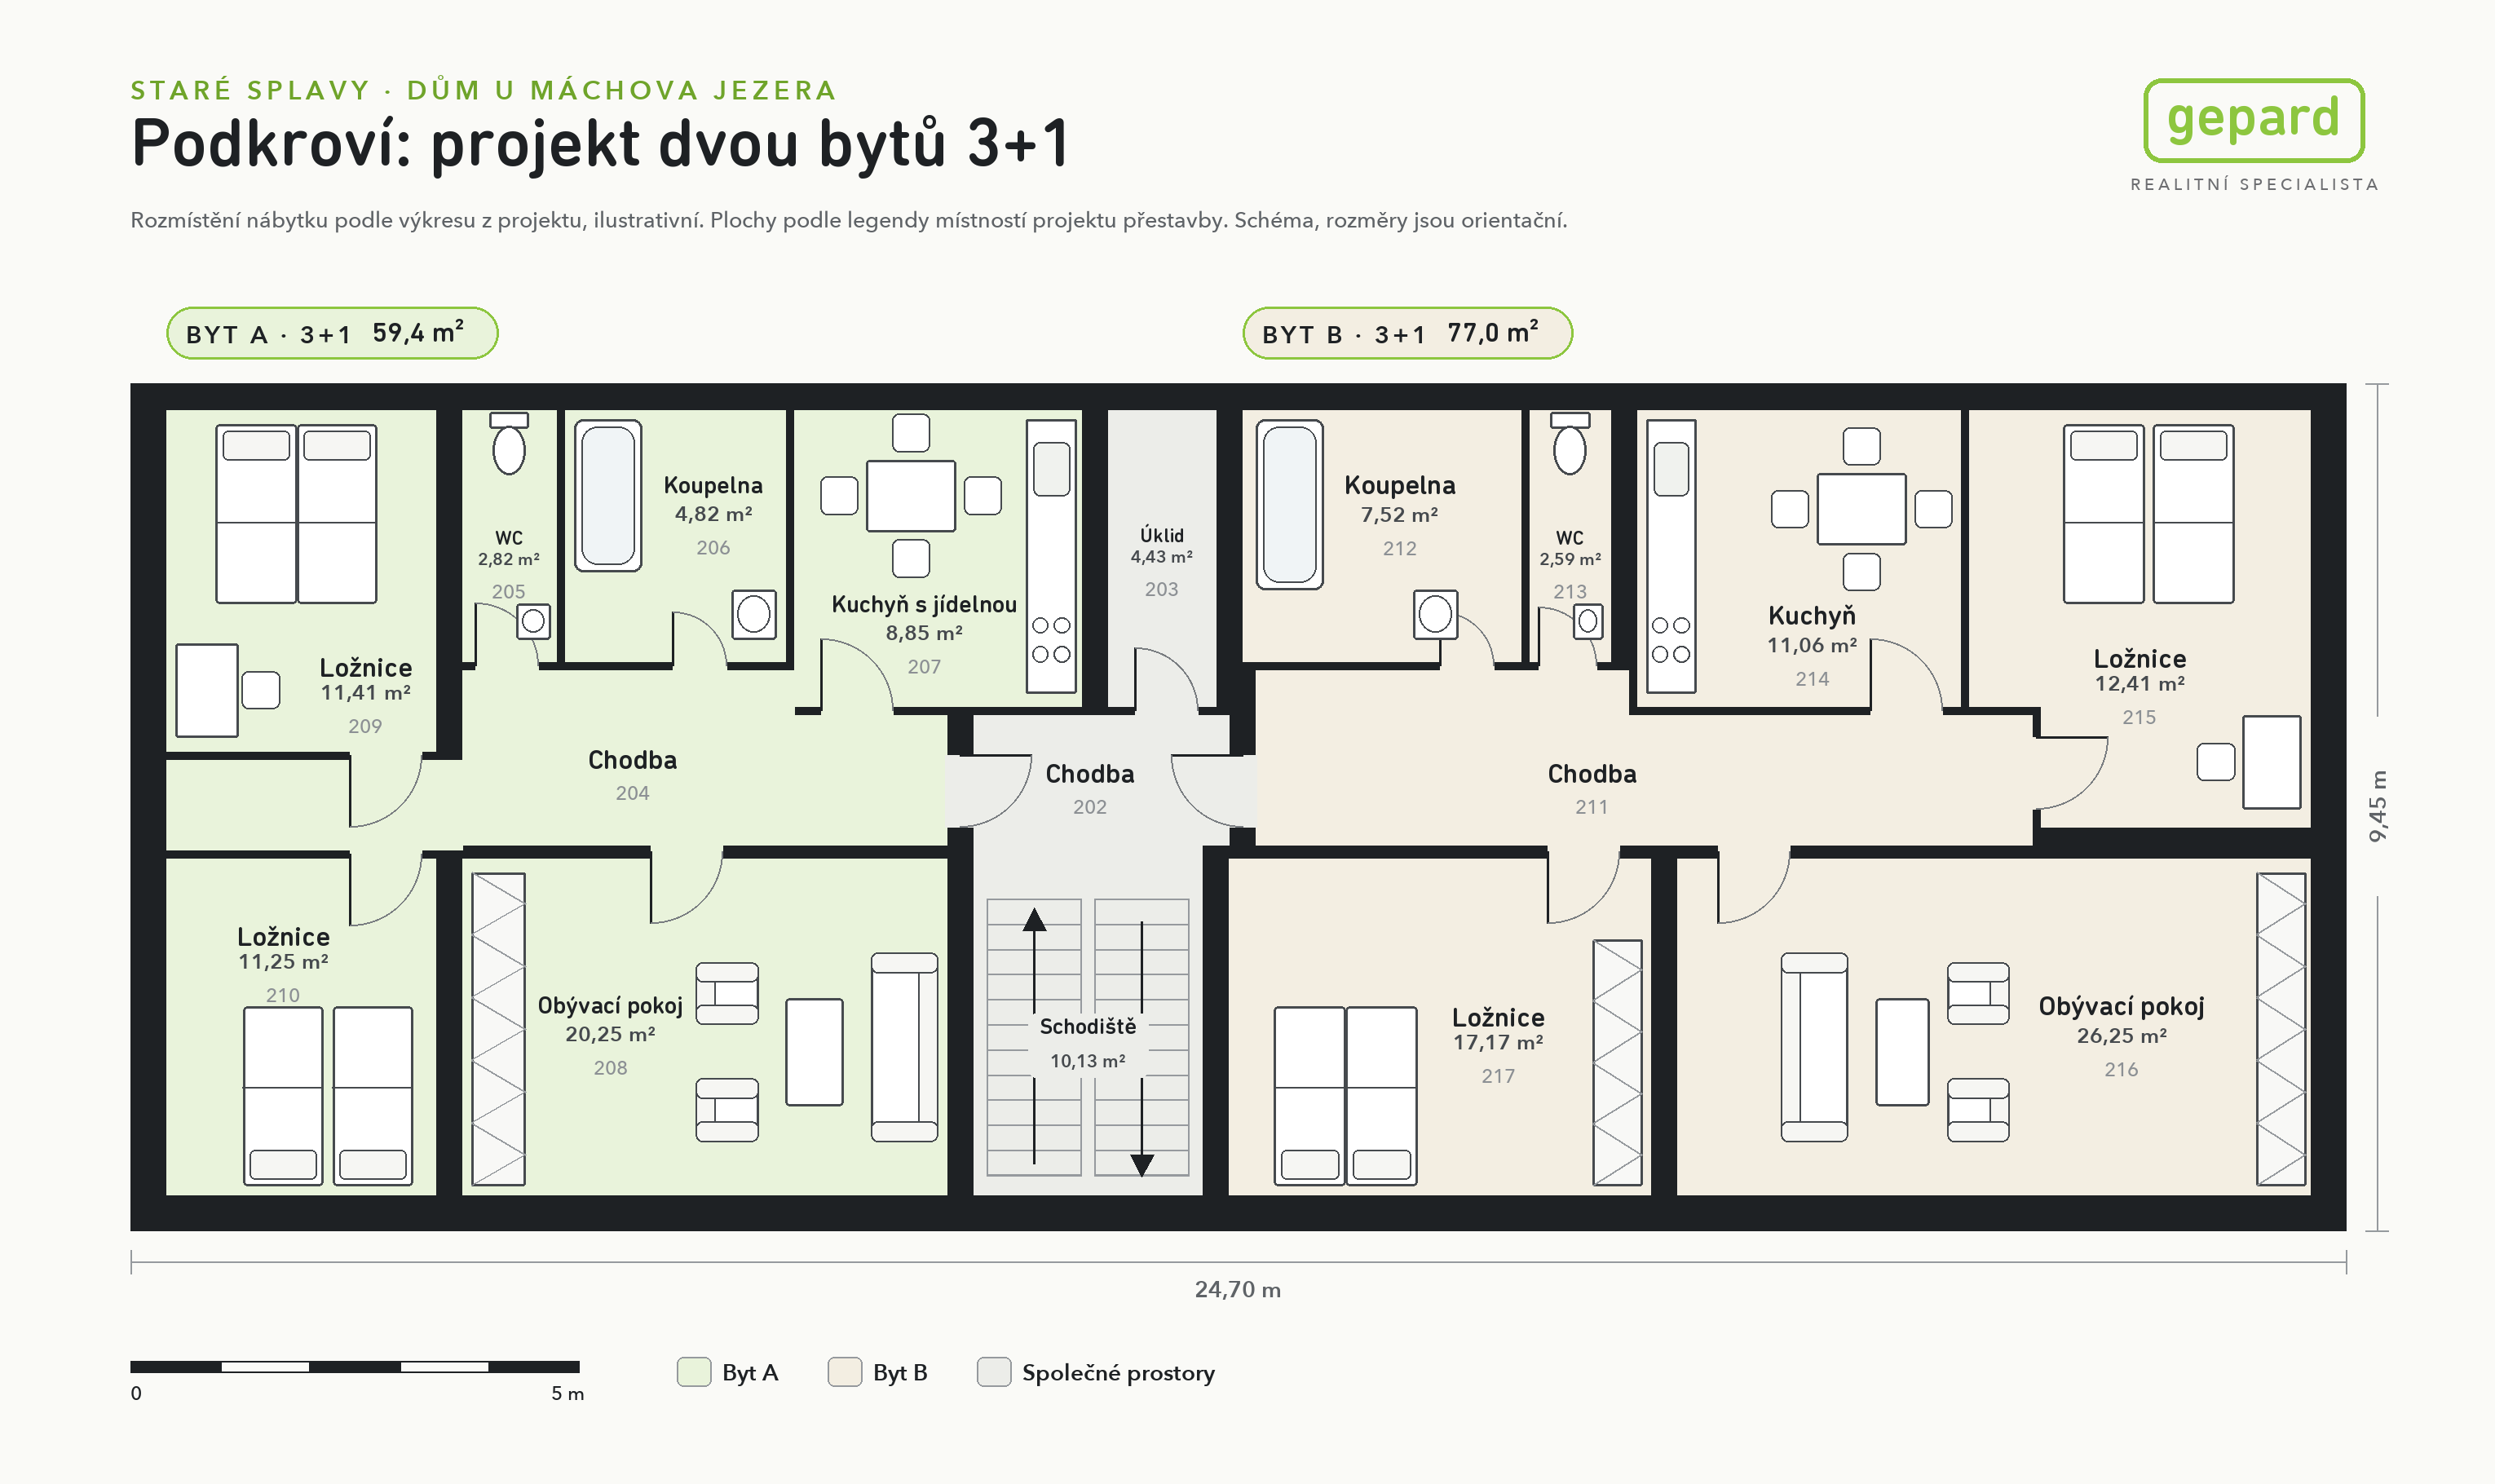 STARÉ SPLAVY · DŮM U MÁCHOVA JEZERA
Podkroví: projekt dvou bytů 3+1
Rozmístění nábytku podle výkresu z projektu, ilustrativní. Plochy podle legendy místností projektu přestavby. Schéma, rozměry jsou orientační.
gepard
REALITNÍ SPECIALISTA
BYT A · 3+1 59,4 m²
BYT B · 3+1 77,0 m²
Ložnice
11,41 m²
209
WC
2,82 m²
205
Koupelna
4,82 m²
206
Kuchyň s jídelnou
8,85 m²
207
Úklid
4,43 m²
203
Koupelna
7,52 m²
212
WC
2,59 m²
213
Kuchyň
11,06 m²
214
Ložnice
12,41 m²
215
Chodba
204
Chodba
202
Chodba
211
9,45 m
Ložnice
11,25 m²
210
Obývací pokoj
20,25 m²
208
Schodiště
10,13 m²
Ložnice
17,17 m²
217
Obývací pokoj
26,25 m²
216
24,70 m
0
5 m
Byt A
Byt B
Společné prostory